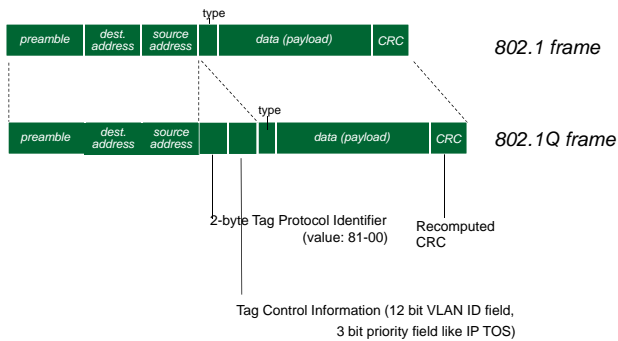 type
preamble
dest.
address
source
address
data (payload)
CRC
802.1 frame
type
preamble
dest.
address
source
address
data (payload)
CRC
802.1Q frame
2-byte Tag Protocol Identifier
(value: 81-00)
Recomputed
CRC
Tag Control Information (12 bit VLAN ID field,
3 bit priority field like IP TOS)